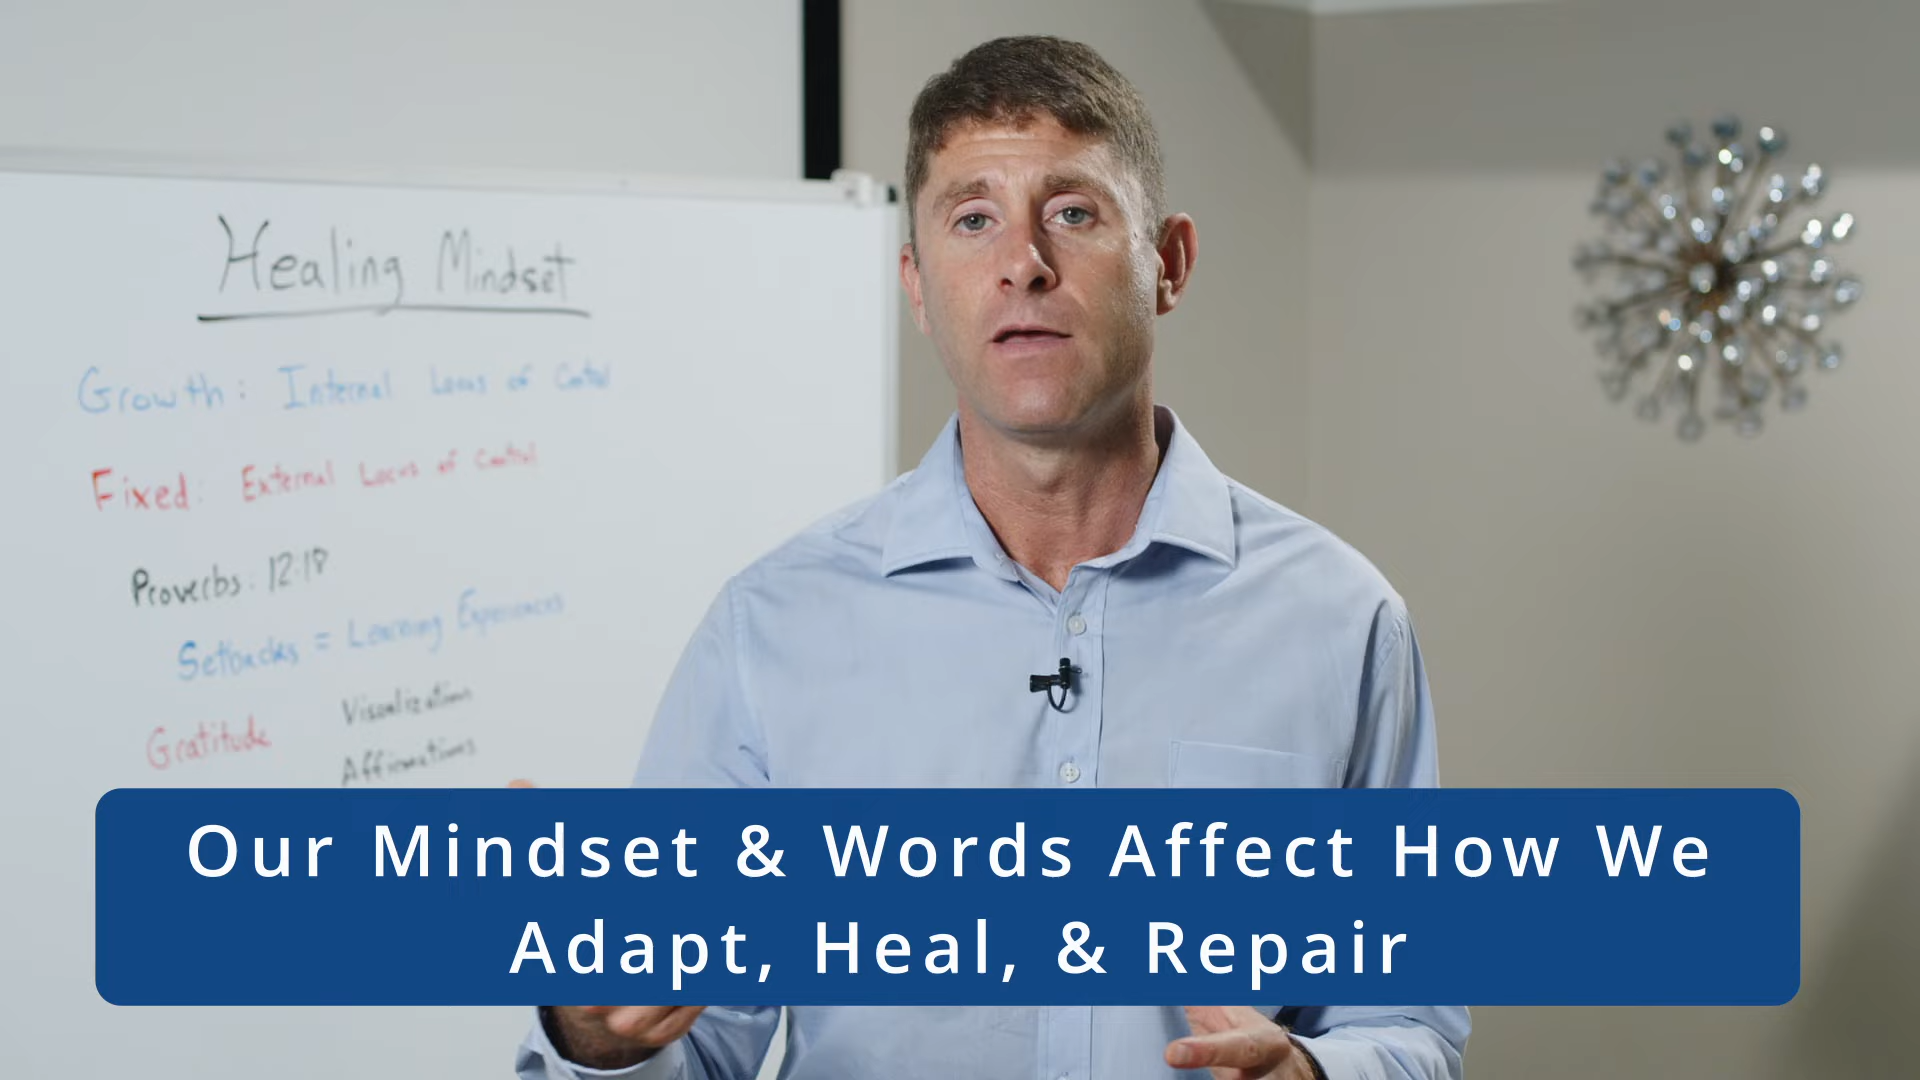 Healing Mindset
Growth: Internal Locus of Control
Fixed: External Locus of Control
Proverbs: 12:18
Setbacks = Learning Experiences
Visualization
Gratitude
Affirmations
Our Mindset & Words Affect How We
Adapt, Heal, & Repair